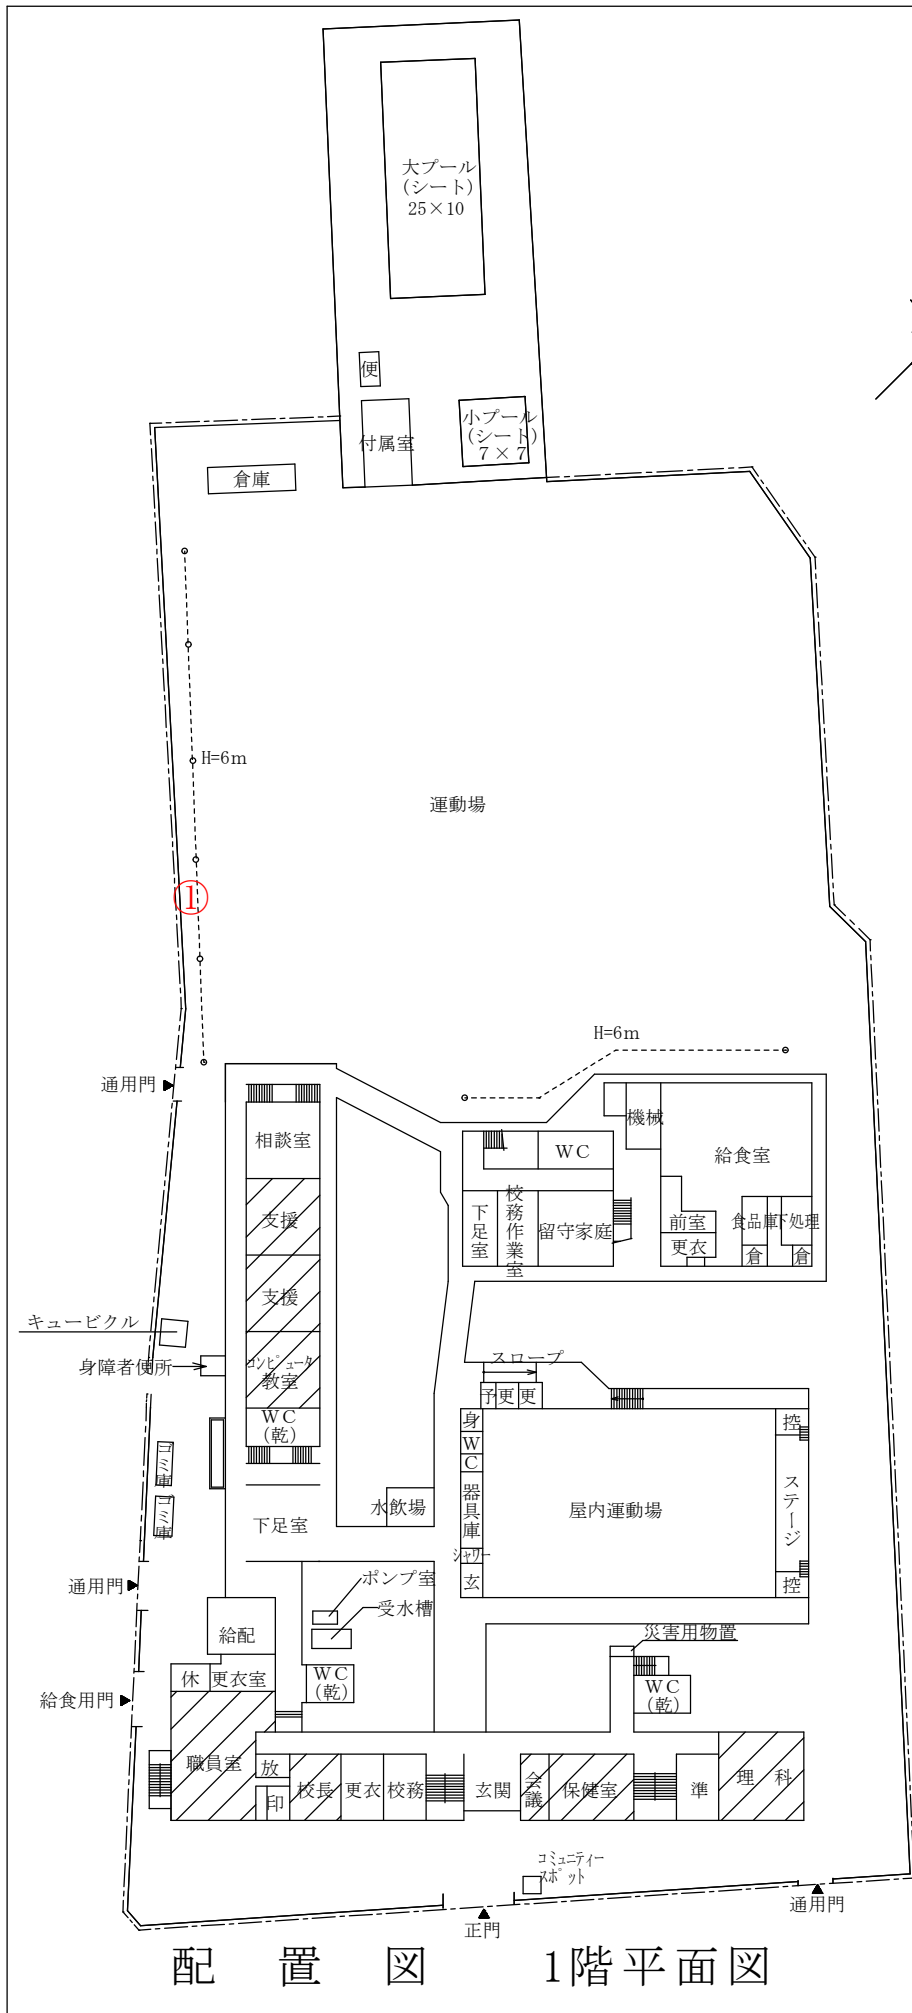 大プール
(シート)
25×10
便
付属室
小プール
(シート)
7×7
倉庫
H=6m
運動場
①
H=6m
通用門
相談室
支援
支援
コンピュータ
教室
WC
(乾)
キュービクル
身障者便所
機械
WC
給食室
下足室
校務作業室
留守家庭
前室
更衣
食品庫
下処理
倉
倉
スロープ
予
更
更
身
W
C
器具庫
シャワー
玄
屋内運動場
控
ステージ
控
ゴミ庫
ゴミ庫
水飲場
下足室
通用門
ポンプ室
受水槽
給配
休
更衣室
WC
(乾)
災害用物置
WC
(乾)
給食用門
職員室
放
印
校長
更衣
校務
玄関
会議
保健室
準
理科
コミュニティー
スポット
正門
通用門
配置図 1階平面図